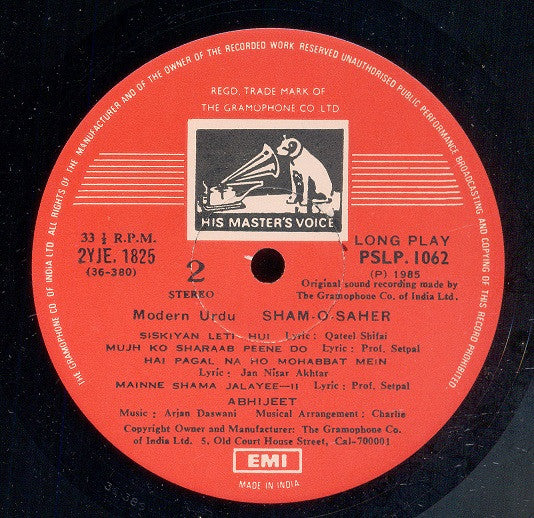 THE GRAMOPHONE CO. OF INDIA LTD. ALL RIGHTS OF THE MANUFACTURER AND OF THE OWNER OF THE RECORDED WORK RESERVED UNAUTHORISED PUBLIC PERFORMANCE BROADCASTING AND COPYING OF THIS RECORD PROHIBITED
REGD. TRADE MARK OF
THE GRAMOPHONE CO LTD
HIS MASTER'S VOICE
33 1/3 R.P.M.
2YJE. 1825
(36-380)
2
STEREO
LONG PLAY
PSLP. 1062
(P) 1985
Original sound recording made by
The Gramophone Co. of India Ltd.
Modern Urdu SHAM-O-SAHER
SISKIYAN LETI HUI Lyric: Qateel Shifai
MUJH KO SHARAAB PEENE DO Lyric: Prof. Setpal
HAI PAGAL NA HO MOHABBAT MEIN
Lyric: Jan Nisar Akhtar
MAINNE SHAMA JALAYEE—II Lyric: Prof. Setpal
ABHIJEET
Music: Arjan Daswani Musical Arrangement: Charlie
Copyright Owner and Manufacturer: The Gramophone Co.
of India Ltd. 5, Old Court House Street, Cal-700001
EMI
MADE IN INDIA